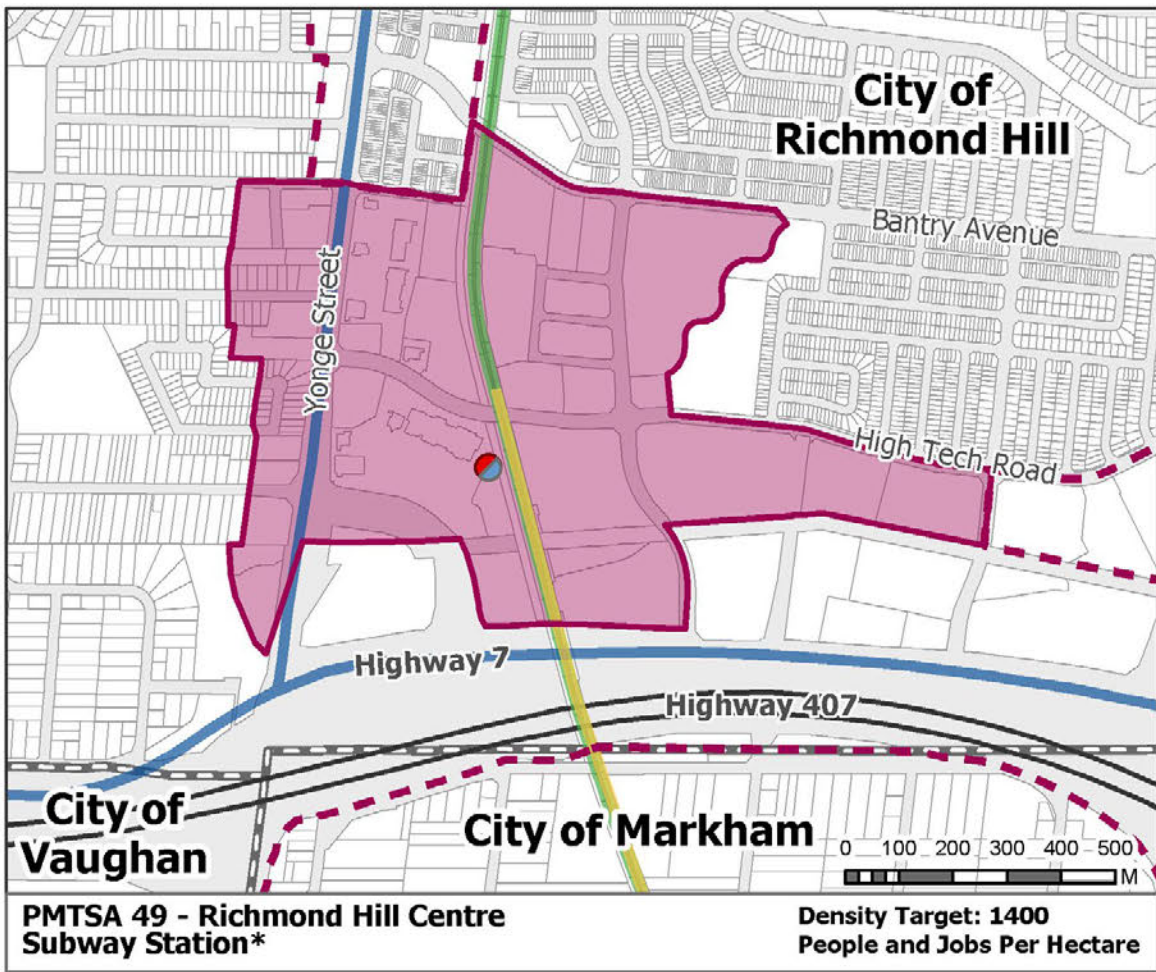 City of
Richmond Hill
Bantry Avenue
Yonge Street
High Tech Road
Highway 7
Highway 407
City of
Vaughan
City of Markham
0 100 200 300 400 500
M
PMTSA 49 - Richmond Hill Centre
Subway Station*
Density Target: 1400
People and Jobs Per Hectare